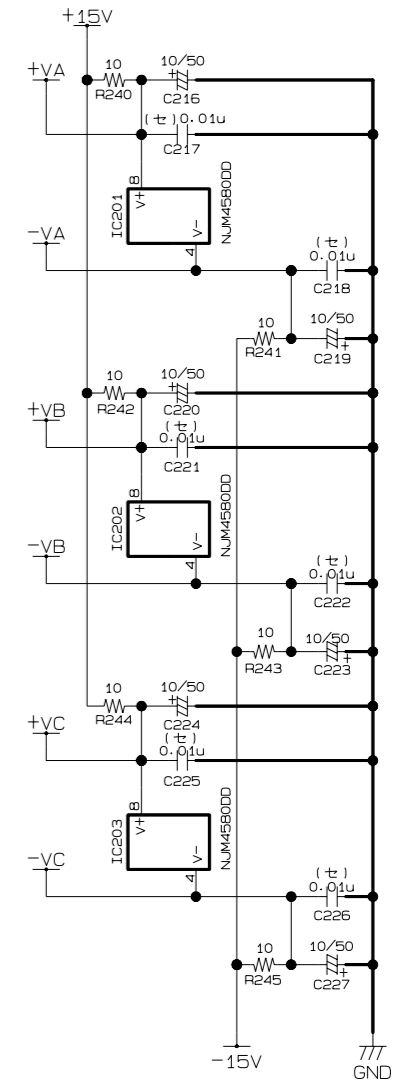 +15V
+VA
10
R240
10/50
+
C216
(セ)0.01u
C217
8
V+
IC201
V-
4
NJM4580DD
-VA
(セ)
0.01u
C218
10
R241
10/50
+
C219
10
R242
10/50
+
C220
+VB
(セ)
0.01u
C221
8
V+
IC202
V-
4
NJM4580DD
-VB
(セ)
0.01u
C222
10
R243
10/50
+
C223
10
R244
10/50
+
C224
+VC
(セ)
0.01u
C225
8
V+
IC203
V-
4
NJM4580DD
-VC
(セ)
0.01u
C226
10
R245
10/50
+
C227
-15V
GND